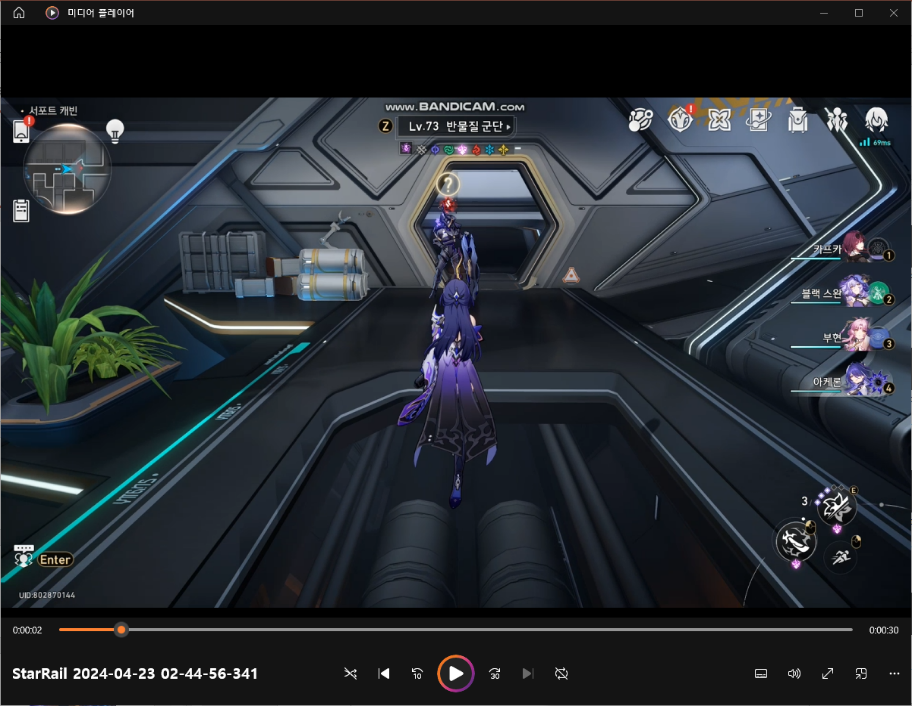 미디어 플레이어
• 서포트 캐빈
WWW.BANDICAM.COM
Z Lv.73 반물질 군단
69ms
카프카 1
블랙 스완 2
부현 3
아케론 4
3
E
Enter
UID:802870144
0:00:02
0:00:30
StarRail 2024-04-23 02-44-56-341
10
30